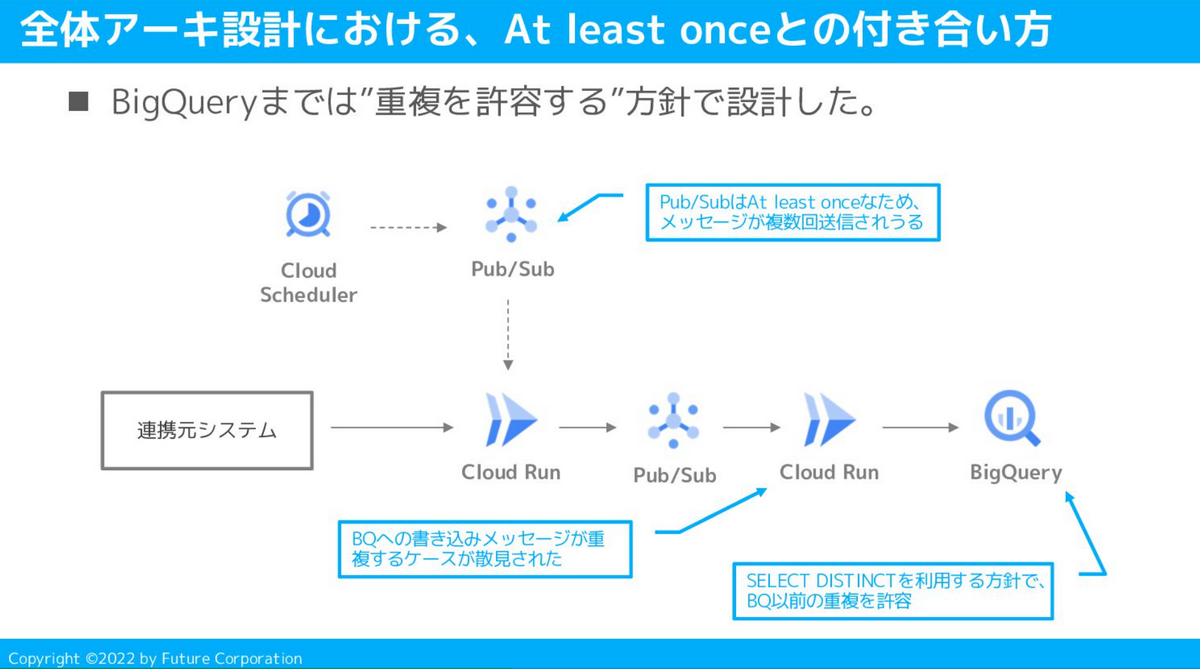 全体アーキ設計における、At least onceとの付き合い方
■ BigQueryまでは”重複を許容する”方針で設計した。
Pub/SubはAt least onceなため、
メッセージが複数回送信されうる
Cloud
Scheduler
Pub/Sub
連携元システム
Cloud Run
Pub/Sub
Cloud Run
BigQuery
BQへの書き込みメッセージが重
複するケースが散見された
SELECT DISTINCTを利用する方針で、
BQ以前の重複を許容
Copyright ©2022 by Future Corporation